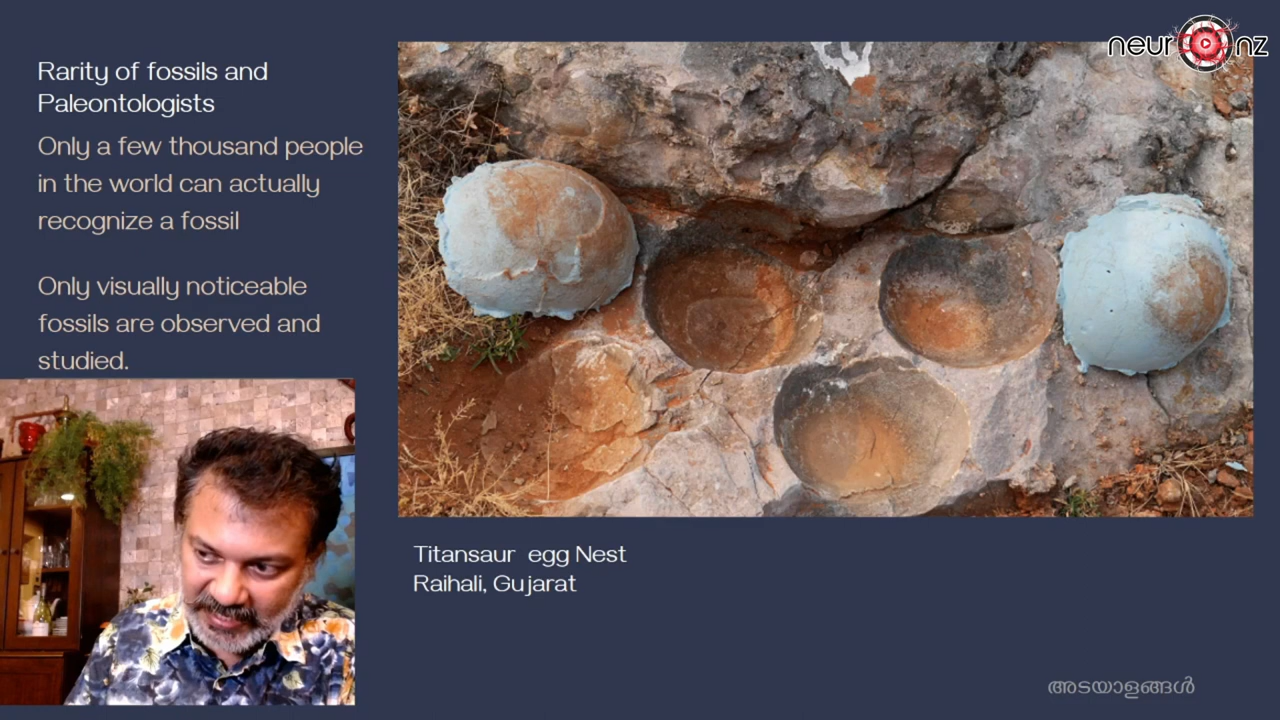 Rarity of fossils and
Paleontologists
Only a few thousand people
in the world can actually
recognize a fossil
Only visually noticeable
fossils are observed and
studied.
neuronz
Titansaur egg Nest
Raihali, Gujarat
അടയാളങ്ങൾ